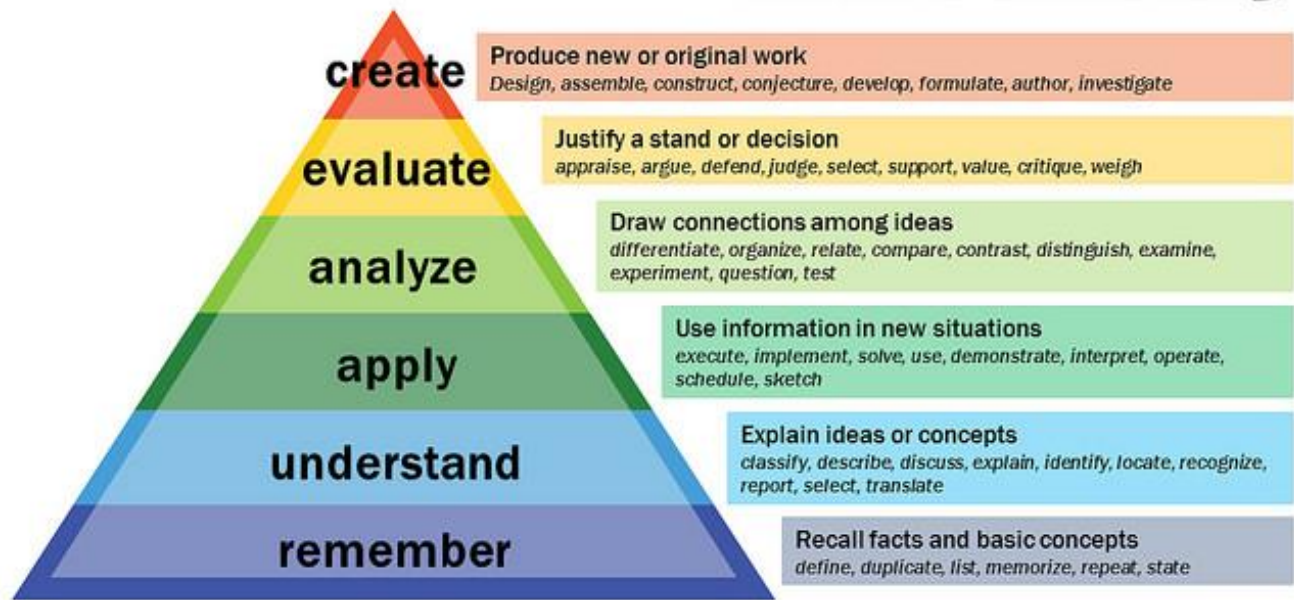 create
Produce new or original work
Design, assemble, construct, conjecture, develop, formulate, author, investigate
evaluate
Justify a stand or decision
appraise, argue, defend, judge, select, support, value, critique, weigh
analyze
Draw connections among ideas
differentiate, organize, relate, compare, contrast, distinguish, examine,
experiment, question, test
apply
Use information in new situations
execute, implement, solve, use, demonstrate, interpret, operate,
schedule, sketch
understand
Explain ideas or concepts
classify, describe, discuss, explain, identify, locate, recognize,
report, select, translate
remember
Recall facts and basic concepts
define, duplicate, list, memorize, repeat, state